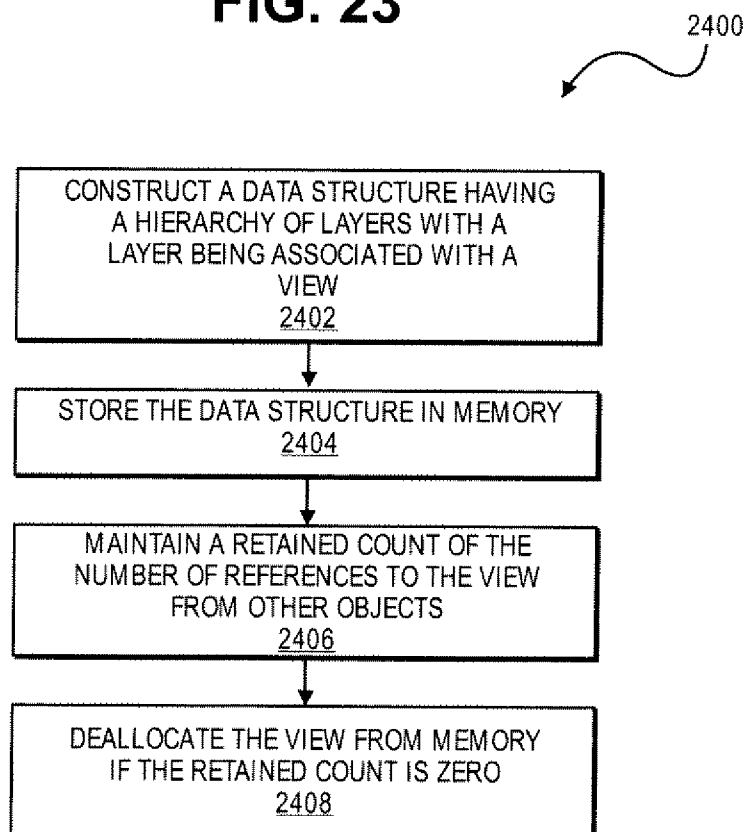 FIG. 23
2400
CONSTRUCT A DATA STRUCTURE HAVING
A HIERARCHY OF LAYERS WITH A
LAYER BEING ASSOCIATED WITH A
VIEW
2402
STORE THE DATA STRUCTURE IN MEMORY
2404
MAINTAIN A RETAINED COUNT OF THE
NUMBER OF REFERENCES TO THE VIEW
FROM OTHER OBJECTS
2406
DEALLOCATE THE VIEW FROM MEMORY
IF THE RETAINED COUNT IS ZERO
2408